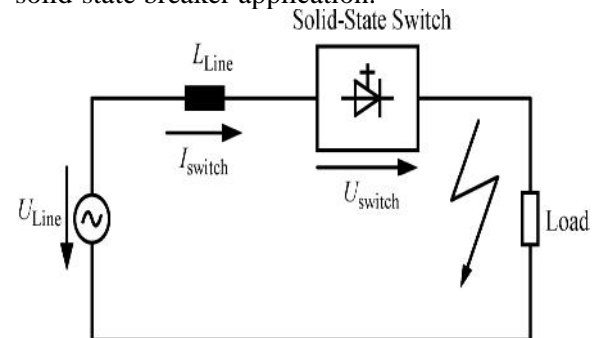 solid-state breaker application.
Solid-State Switch
L_Line
I_switch
U_switch
U_Line
Load